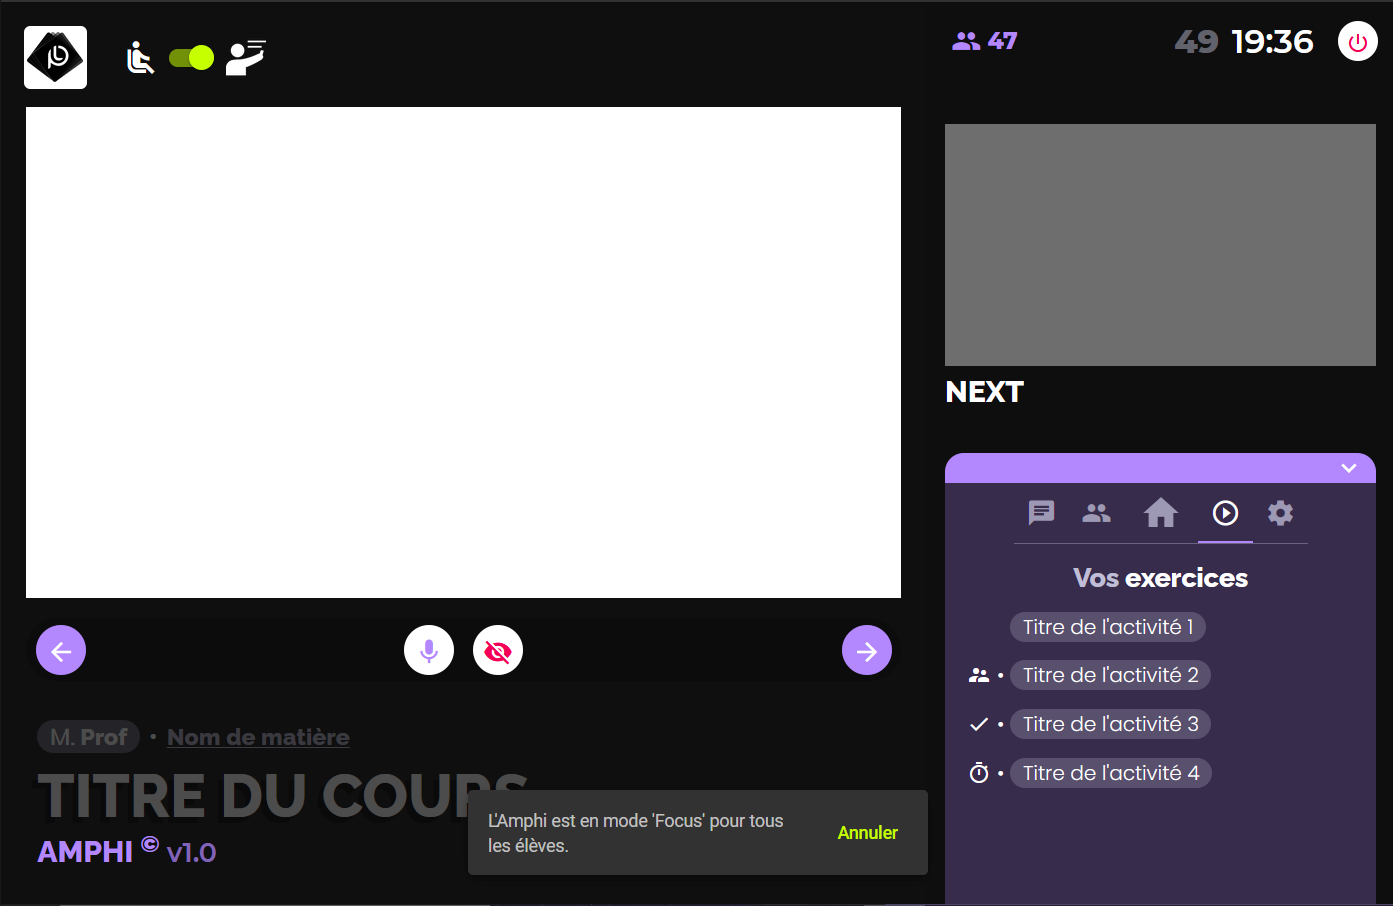 47
49 19:36
NEXT
Vos exercices
Titre de l'activité 1
• Titre de l'activité 2
• Titre de l'activité 3
• Titre de l'activité 4
M. Prof • Nom de matière
TITRE DU COURS
AMPHI © v1.0
L'Amphi est en mode 'Focus' pour tous
les élèves.
Annuler